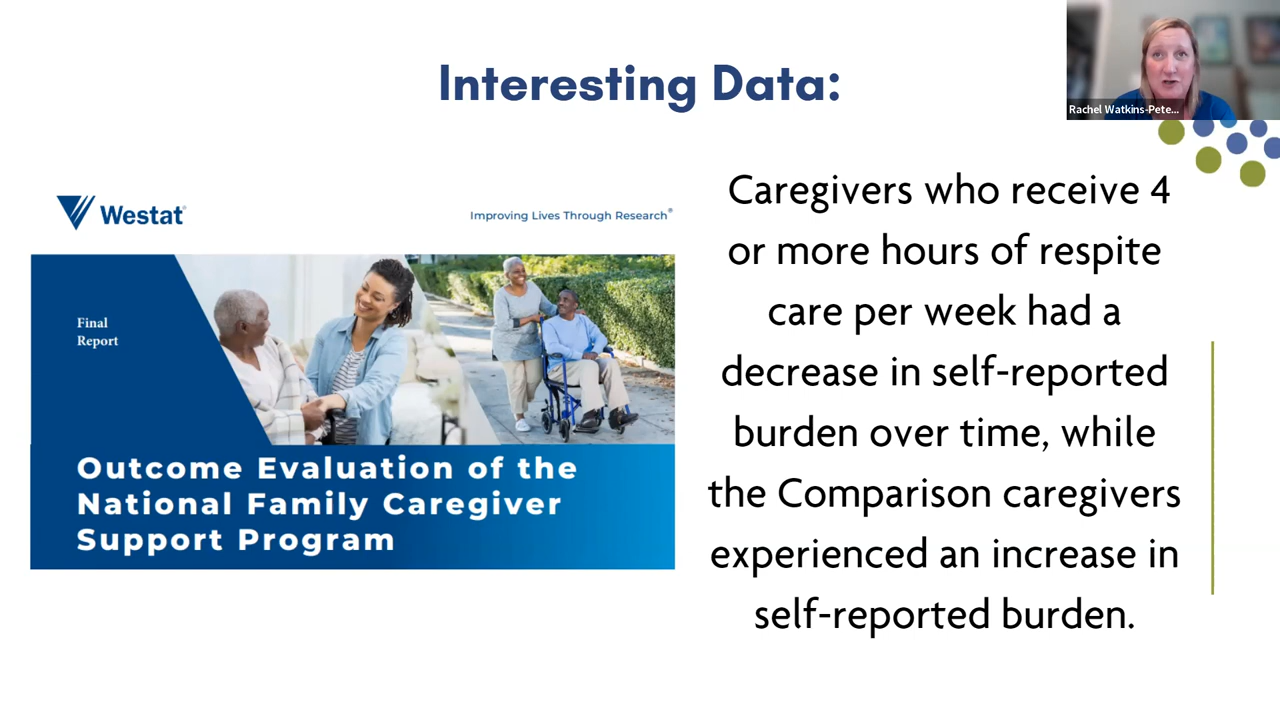 Interesting Data:
Rachel Watkins-Pete...
Westat®
Improving Lives Through Research®
Final
Report
Outcome Evaluation of the
National Family Caregiver
Support Program
Caregivers who receive 4
or more hours of respite
care per week had a
decrease in self-reported
burden over time, while
the Comparison caregivers
experienced an increase in
self-reported burden.